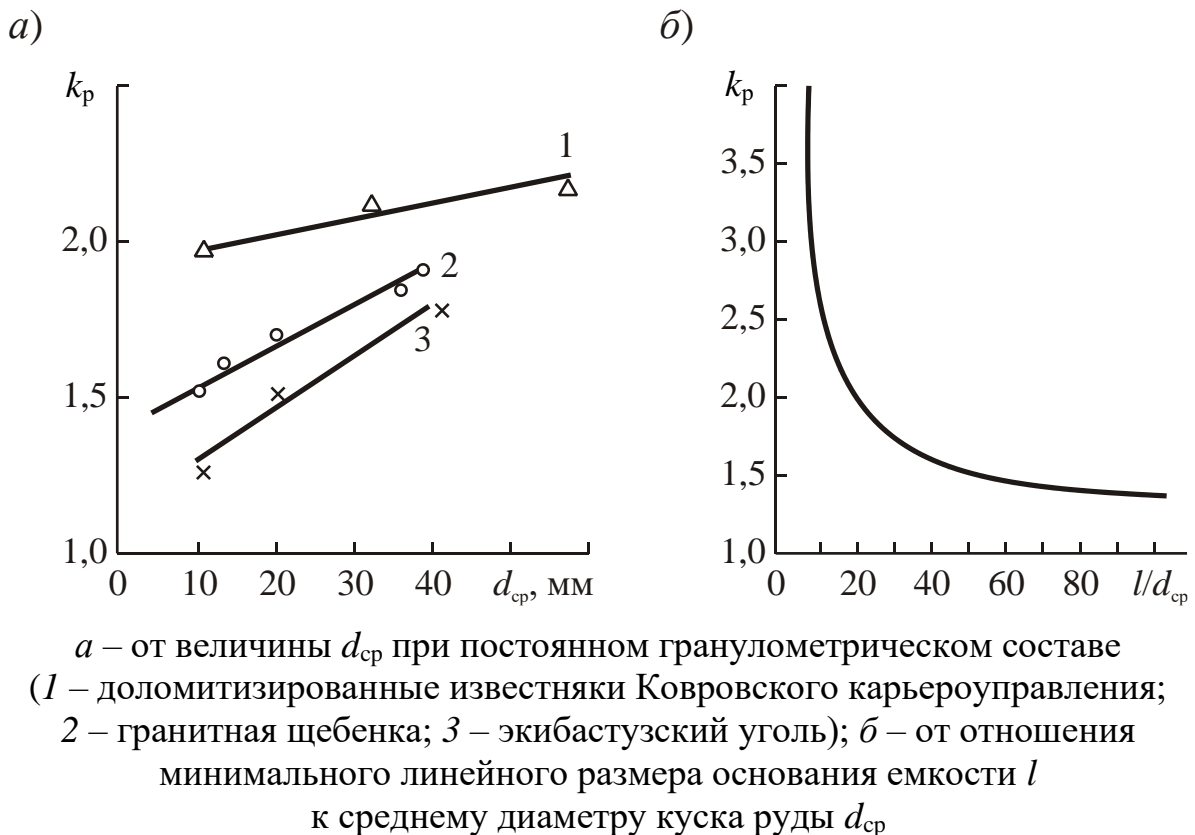 а)
kр
2,0
1,5
1,0
0
10
20
30
40
dср, мм
1
2
3
б)
kр
3,5
3,0
2,5
2,0
1,5
1,0
0
20
40
60
80
l/dср
а – от величины dср при постоянном гранулометрическом составе
(1 – доломитизированные известняки Ковровского карьероуправления;
2 – гранитная щебенка; 3 – экибастузский уголь); б – от отношения
минимального линейного размера основания емкости l
к среднему диаметру куска руды dср